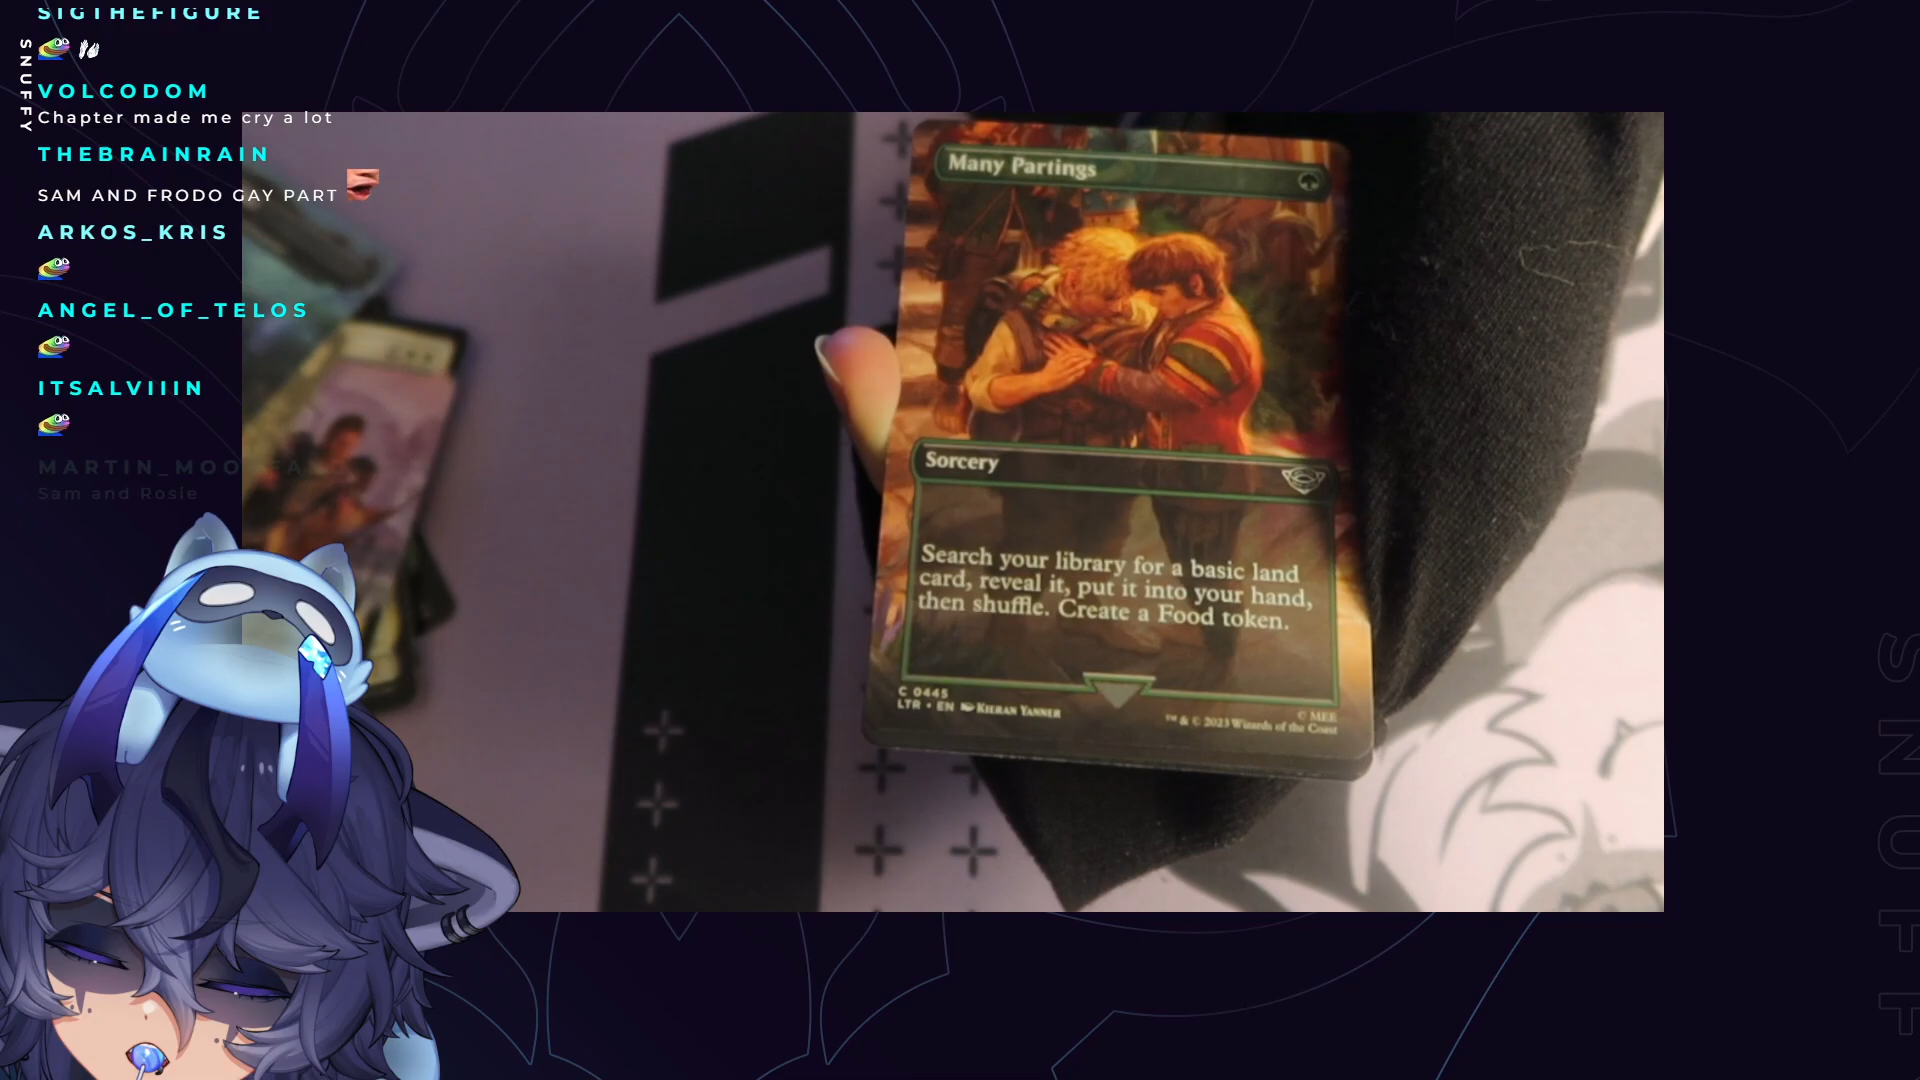 SIGTHEFIGURE
SNUFFY
VOLCODOM
Chapter made me cry a lot
THEBRAINRAIN
SAM AND FRODO GAY PART
ARKOS_KRIS
ANGEL_OF_TELOS
ITSALVIIIN
Sam and Rosie
Many Partings
Sorcery
Search your library for a basic land
card, reveal it, put it into your hand,
then shuffle. Create a Food token.
C 0445
LTR • EN KIERAN YANNER
© MEE
™ & © 2023 Wizards of the Coast
SNUFF